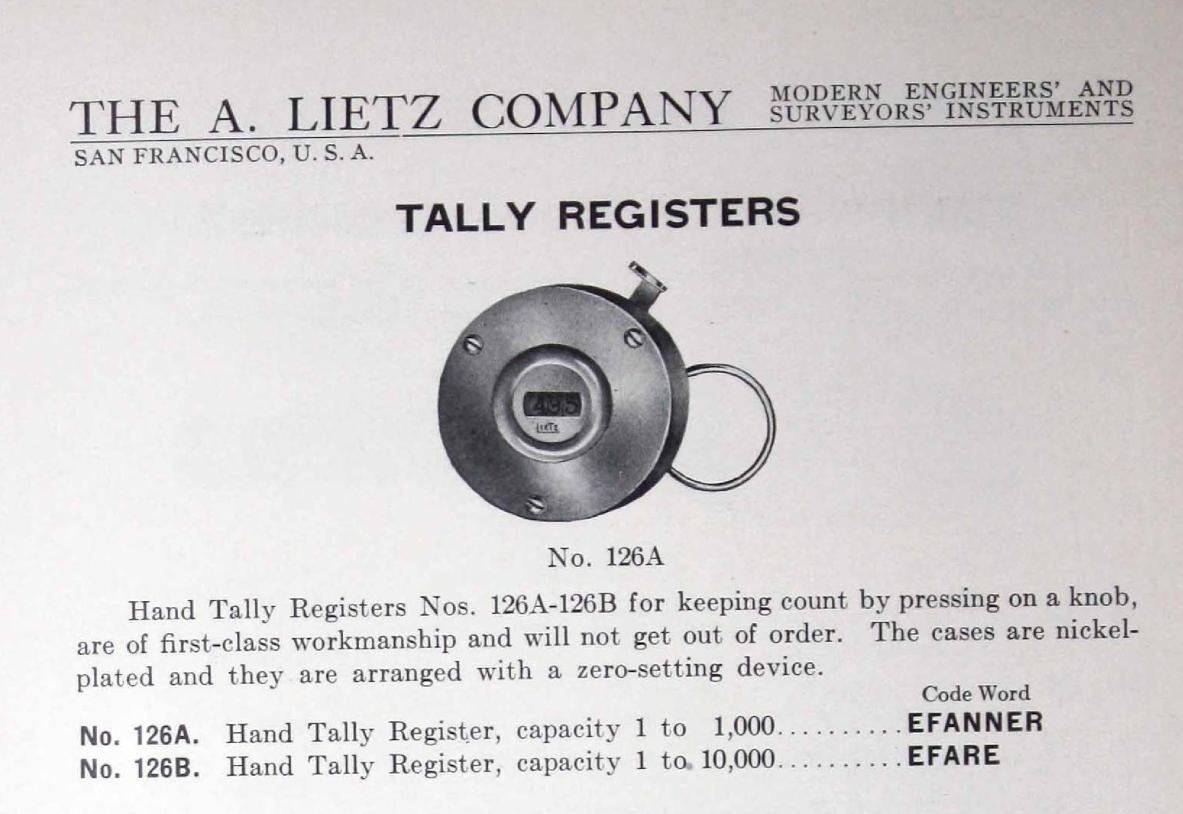 THE A. LIETZ COMPANY
MODERN ENGINEERS' AND
SURVEYORS' INSTRUMENTS
SAN FRANCISCO, U. S. A.
TALLY REGISTERS
495
LIETZ
No. 126A
Hand Tally Registers Nos. 126A-126B for keeping count by pressing on a knob,
are of first-class workmanship and will not get out of order. The cases are nickel-
plated and they are arranged with a zero-setting device.
Code Word
No. 126A. Hand Tally Register, capacity 1 to 1,000..........EFANNER
No. 126B. Hand Tally Register, capacity 1 to 10,000..........EFARE